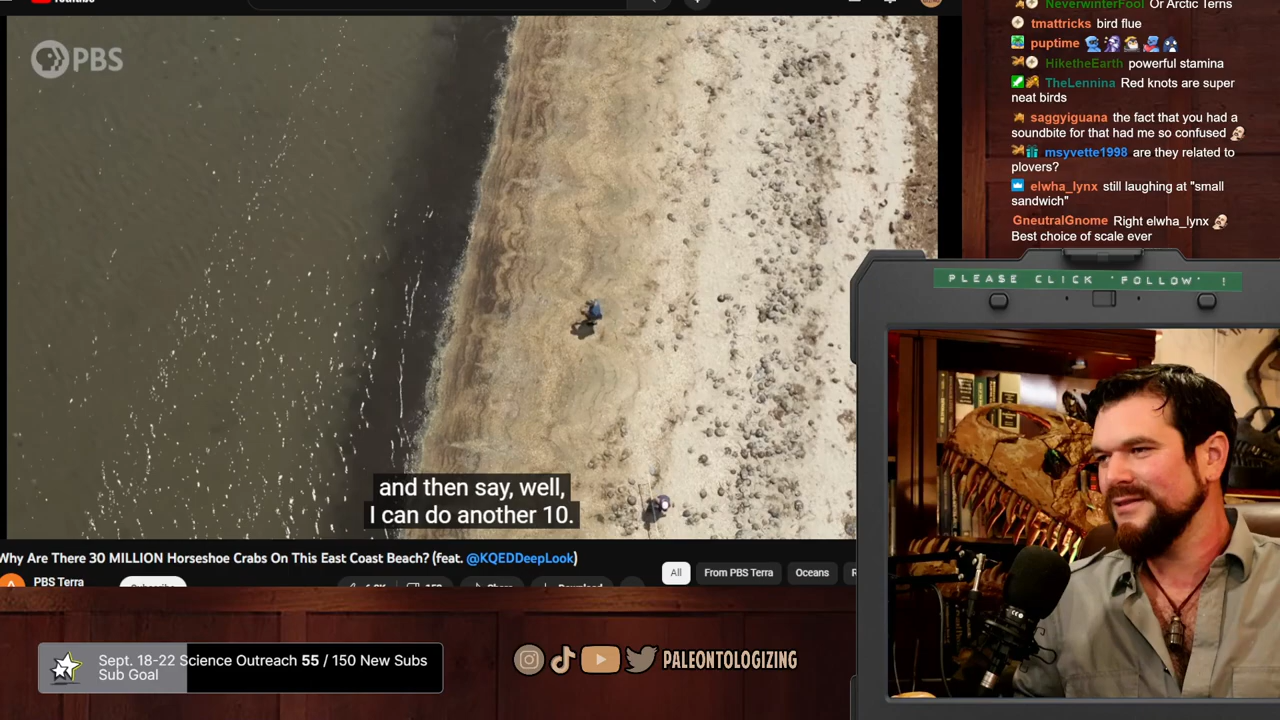 PBS
and then say, well,
I can do another 10.
Why Are There 30 MILLION Horseshoe Crabs On This East Coast Beach? (feat. @KQEDDeepLook)
PBS Terra
All
From PBS Terra
Oceans
NeverwinterFool Or Arctic Terns
tmattricks bird flue
puptime
HiketheEarth powerful stamina
TheLennina Red knots are super
neat birds
saggyiguana the fact that you had a
soundbite for that had me so confused
msyvette1998 are they related to
plovers?
elwha_lynx still laughing at "small
sandwich"
GneutralGnome Right elwha_lynx
Best choice of scale ever
PLEASE CLICK 'FOLLOW' !
Sept. 18-22 Science Outreach 55 / 150 New Subs
Sub Goal
PALEONTOLOGIZING